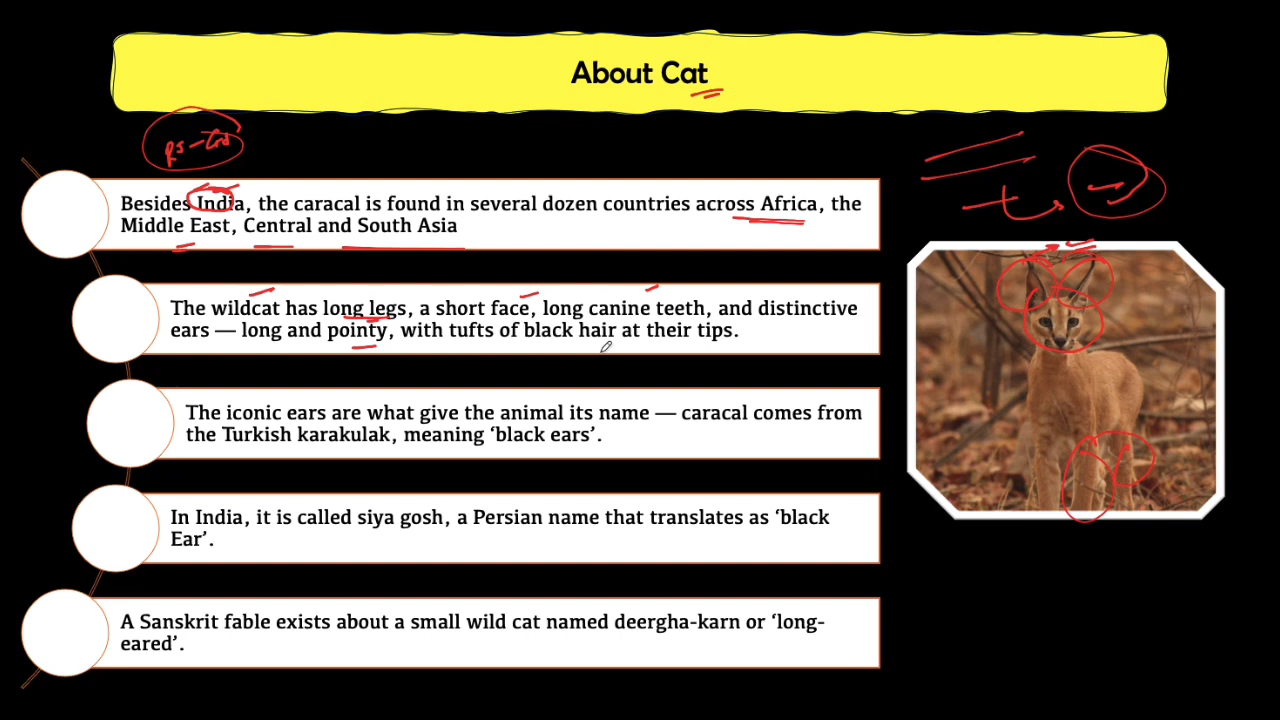 About Cat
Besides India, the caracal is found in several dozen countries across Africa, the
Middle East, Central and South Asia
The wildcat has long legs, a short face, long canine teeth, and distinctive
ears — long and pointy, with tufts of black hair at their tips.
The iconic ears are what give the animal its name — caracal comes from
the Turkish karakulak, meaning ‘black ears’.
In India, it is called siya gosh, a Persian name that translates as ‘black
Ear’.
A Sanskrit fable exists about a small wild cat named deergha-karn or ‘long-
eared’.